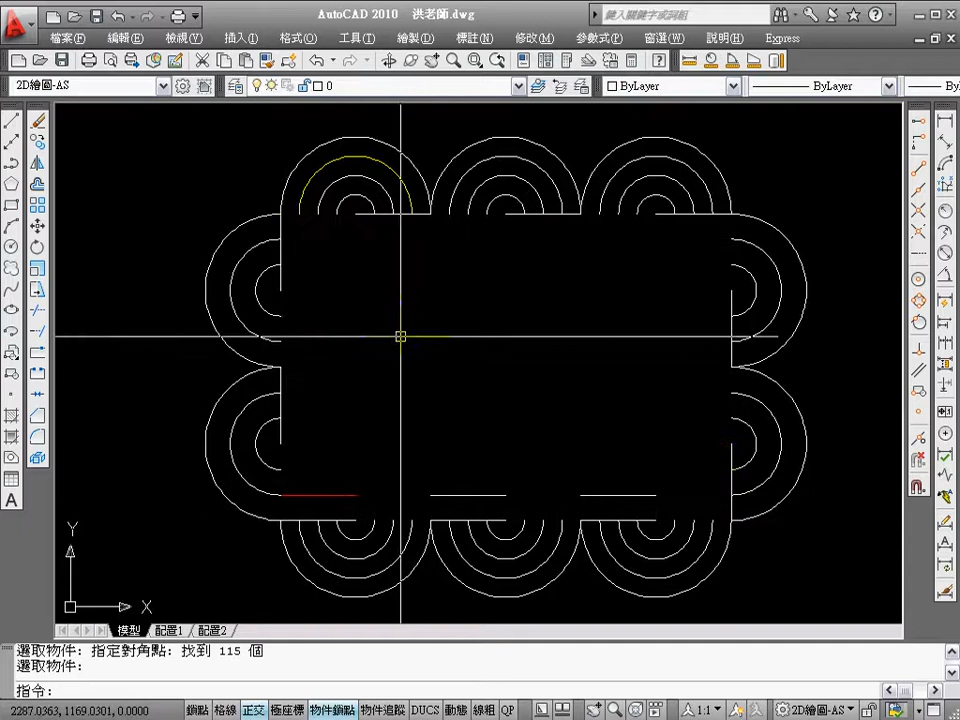 AutoCAD 2010 洪老師.dwg
鍵入關鍵字或詞組
檔案(F) 編輯(E) 檢視(V) 插入(I) 格式(O) 工具(T) 繪製(D) 標註(N) 修改(M) 參數式(P) 視窗(W) 說明(H) Express
2D繪圖-AS 0 ByLayer ByLayer ByL
Y
X
A
模型 配置1 配置2
選取物件: 指定對角點: 找到 115 個
選取物件:
指令:
2287.0363, 1169.0301, 0.0000 鎖點 格線 正交 極座標 物件鎖點 物件追蹤 DUCS 動態 線粗 QP 1:1 2D繪圖-AS